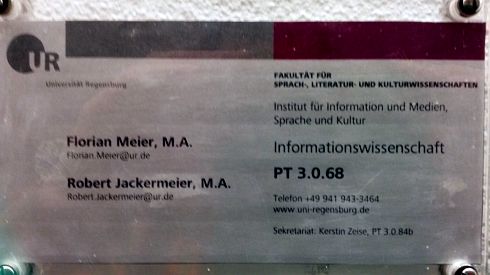 UR
Universität Regensburg
FAKULTÄT FÜR
SPRACH-, LITERATUR- UND KULTURWISSENSCHAFTEN
Institut für Information und Medien,
Sprache und Kultur
Florian Meier, M.A.
Florian.Meier@ur.de
Robert Jackermeier, M.A.
Robert.Jackermeier@ur.de
Informationswissenschaft
PT 3.0.68
Telefon +49 941 943-3464
www.uni-regensburg.de
Sekretariat: Kerstin Zeise, PT 3.0.84b